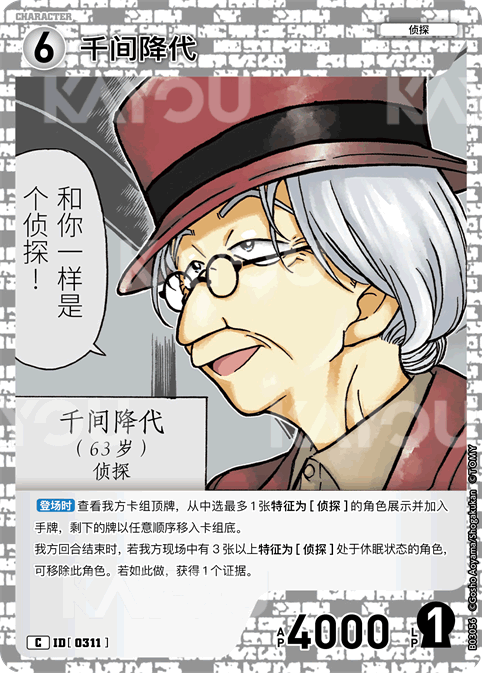 CHARACTER
侦探
6
千间降代
KAYOU
和你一样是
个侦探！
KAYOU
千间降代
（63岁）
侦探
KAYOU
KAYOU
登场时 查看我方卡组顶牌，从中选最多1张特征为［侦探］的角色展示并加入
手牌，剩下的牌以任意顺序移入卡组底。
我方回合结束时，若我方现场中有3张以上特征为［侦探］处于休眠状态的角色，
可移除此角色。若如此做，获得1个证据。
C ID[ 0311 ]
AP 4000
LP 1
B03056 ©Gosho Aoyama/Shogakukan ©TOMY